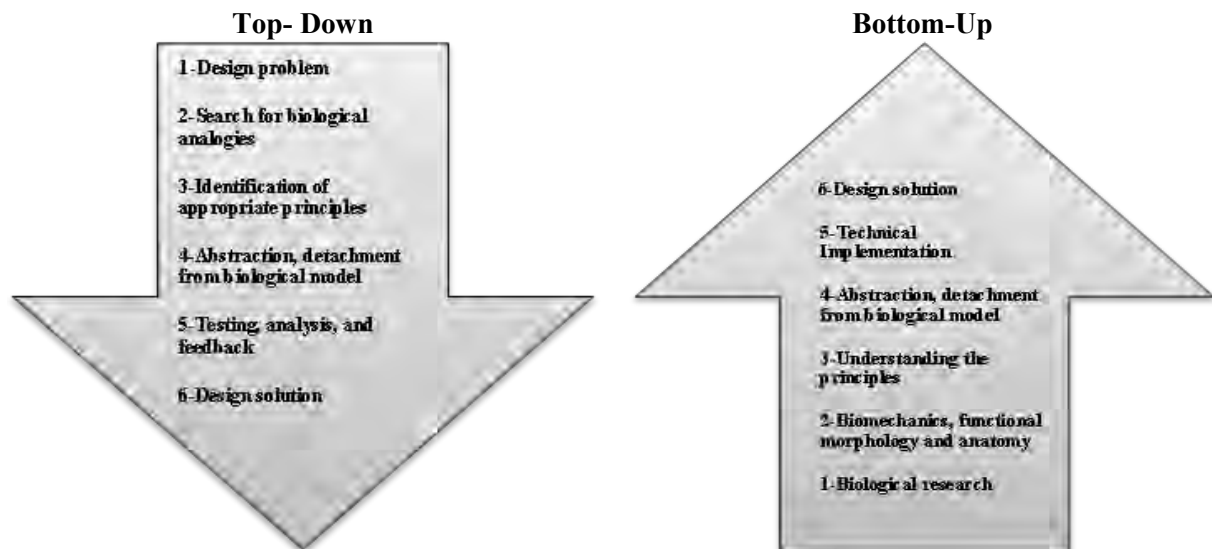 Top- Down
1-Design problem
2-Search for biological
analogies
3-Identification of
appropriate principles
4-Abstraction, detachment
from biological model
5-Testing, analysis, and
feedback
6-Design solution
Bottom-Up
6-Design solution
5-Technical
Implementation
4-Abstraction, detachment
from biological model
3-Understanding the
principles
2-Biomechanics, functional
morphology and anatomy
1-Biological research